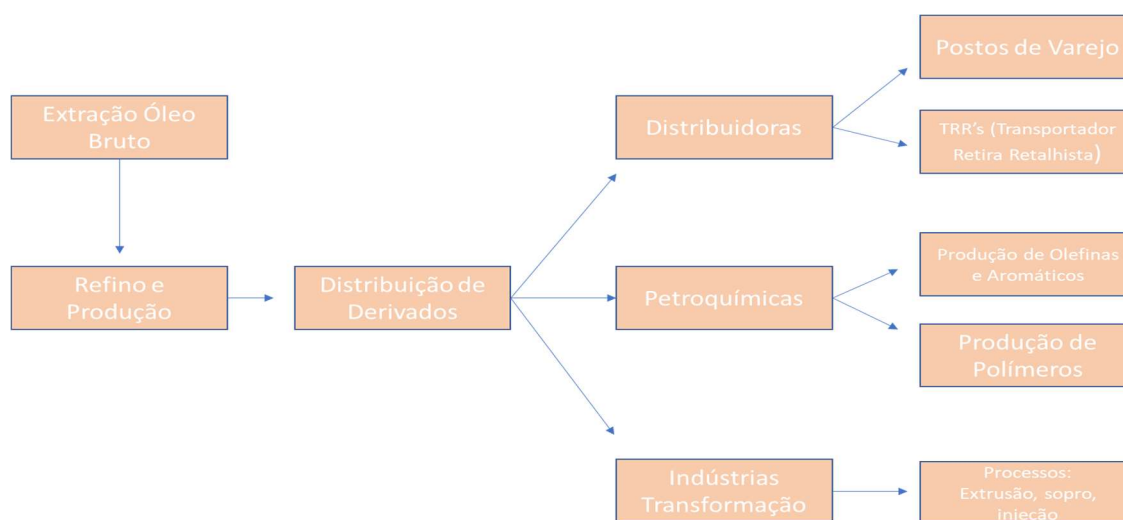 Extração Óleo
Bruto
Refino e
Produção
Distribuição de
Derivados
Distribuidoras
Petroquímicas
Indústrias
Transformação
Postos de Varejo
TRR's (Transportador
Retira Retalhista)
Produção de Olefinas
e Aromáticos
Produção de
Polímeros
Processos:
Extrusão, sopro,
injeção